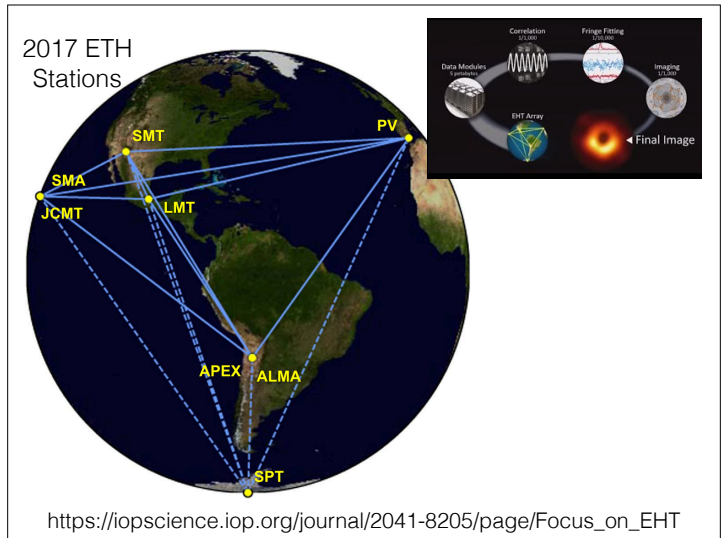 2017 ETH
Stations
SMT
PV
SMA
JCMT
LMT
APEX
ALMA
SPT
Correlation
1/1,000
Fringe Fitting
1/10,000
Data Modules
5 petabytes
Imaging
1/1,000
EHT Array
Final Image
https://iopscience.iop.org/journal/2041-8205/page/Focus_on_EHT